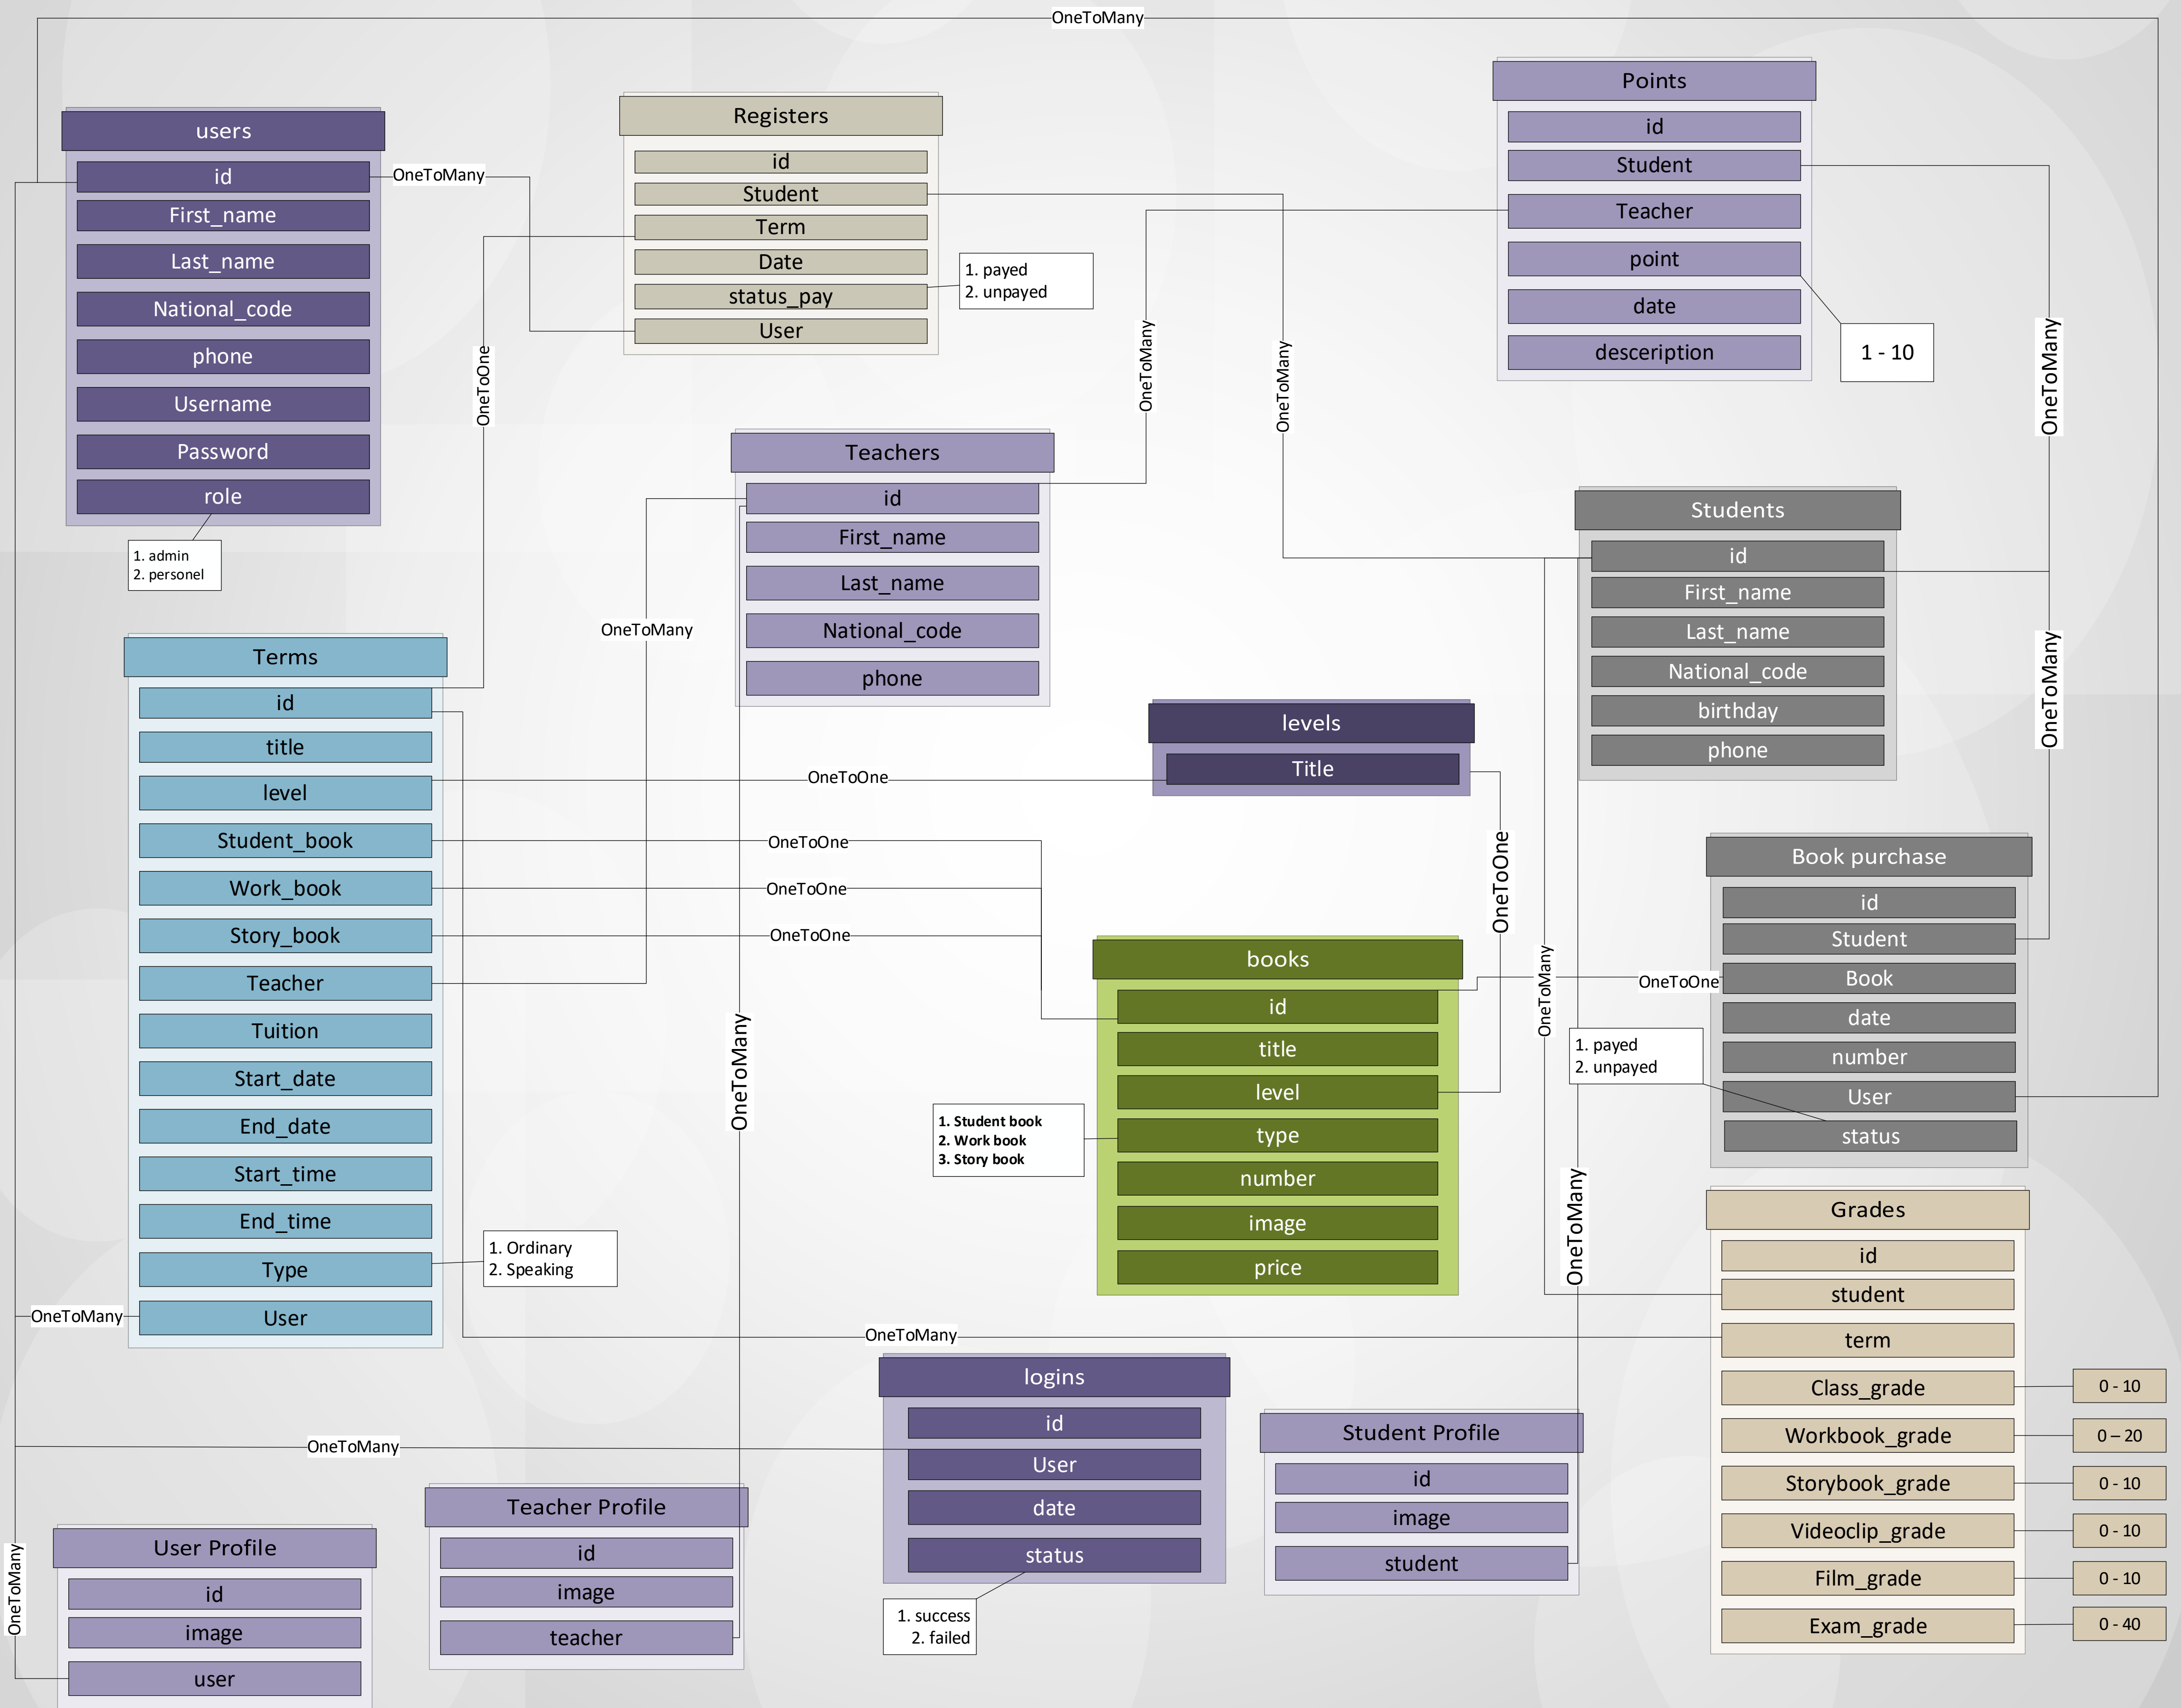 OneToMany
users
id
First_name
Last_name
National_code
phone
Username
Password
role
1. admin
2. personel
OneToMany
Registers
id
Student
Term
Date
status_pay
User
1. payed
2. unpayed
OneToOne
Points
id
Student
Teacher
point
date
desceription
1 - 10
OneToMany
OneToMany
OneToMany
Teachers
id
First_name
Last_name
National_code
phone
OneToMany
Students
id
First_name
Last_name
National_code
birthday
phone
OneToMany
Terms
id
title
level
Student_book
Work_book
Story_book
Teacher
Tuition
Start_date
End_date
Start_time
End_time
Type
User
1. Ordinary
2. Speaking
OneToMany
OneToOne
OneToOne
OneToOne
OneToOne
levels
Title
OneToOne
books
id
title
level
type
number
image
price
1. Student book
2. Work book
3. Story book
OneToMany
OneToMany
OneToOne
Book purchase
id
Student
Book
date
number
User
status
1. payed
2. unpayed
OneToMany
Grades
id
student
term
Class_grade
Workbook_grade
Storybook_grade
Videoclip_grade
Film_grade
Exam_grade
0 - 10
0 – 20
0 - 10
0 - 10
0 - 10
0 - 40
OneToMany
logins
id
User
date
status
1. success
2. failed
OneToMany
Student Profile
id
image
student
Teacher Profile
id
image
teacher
OneToMany
User Profile
id
image
user